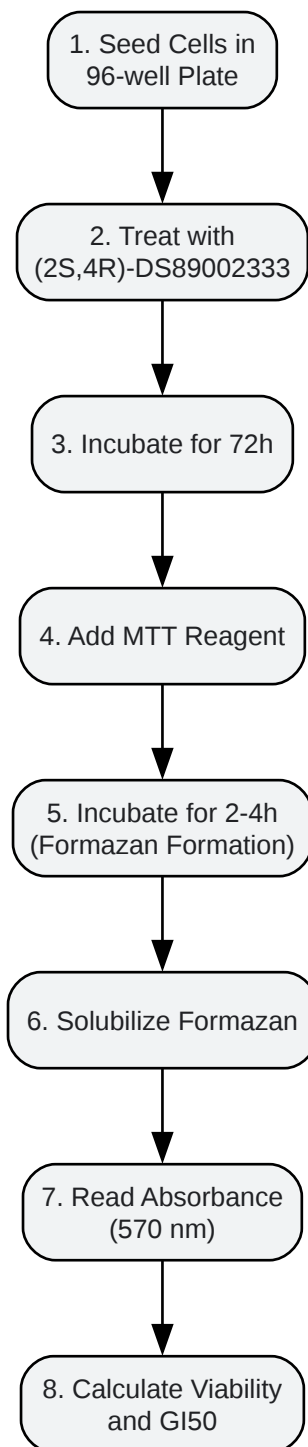 1. Seed Cells in
96-well Plate
2. Treat with
(2S,4R)-DS89002333
3. Incubate for 72h
4. Add MTT Reagent
5. Incubate for 2-4h
(Formazan Formation)
6. Solubilize Formazan
7. Read Absorbance
(570 nm)
8. Calculate Viability
and GI50